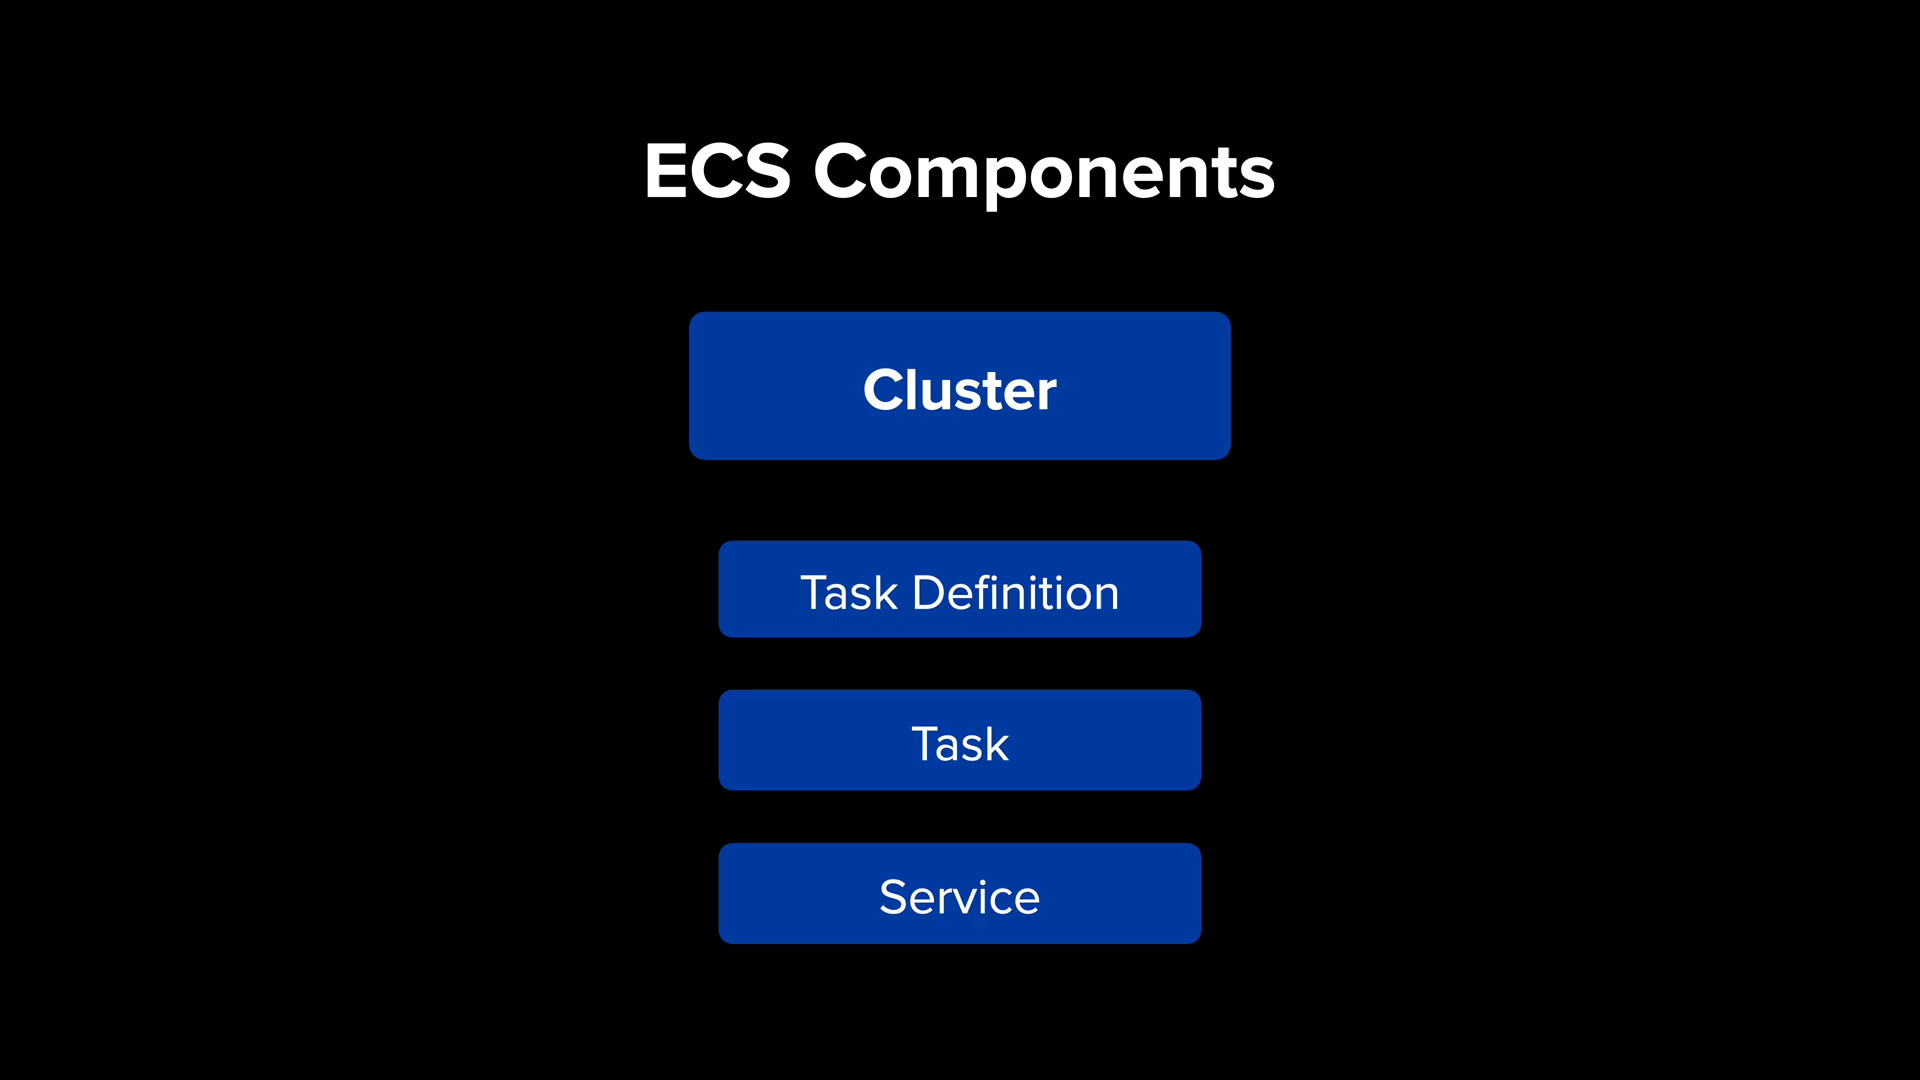 ECS Components
Cluster
Task Definition
Task
Service